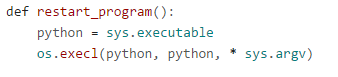 def restart_program():
    python = sys.executable
    os.execl(python, python, * sys.argv)